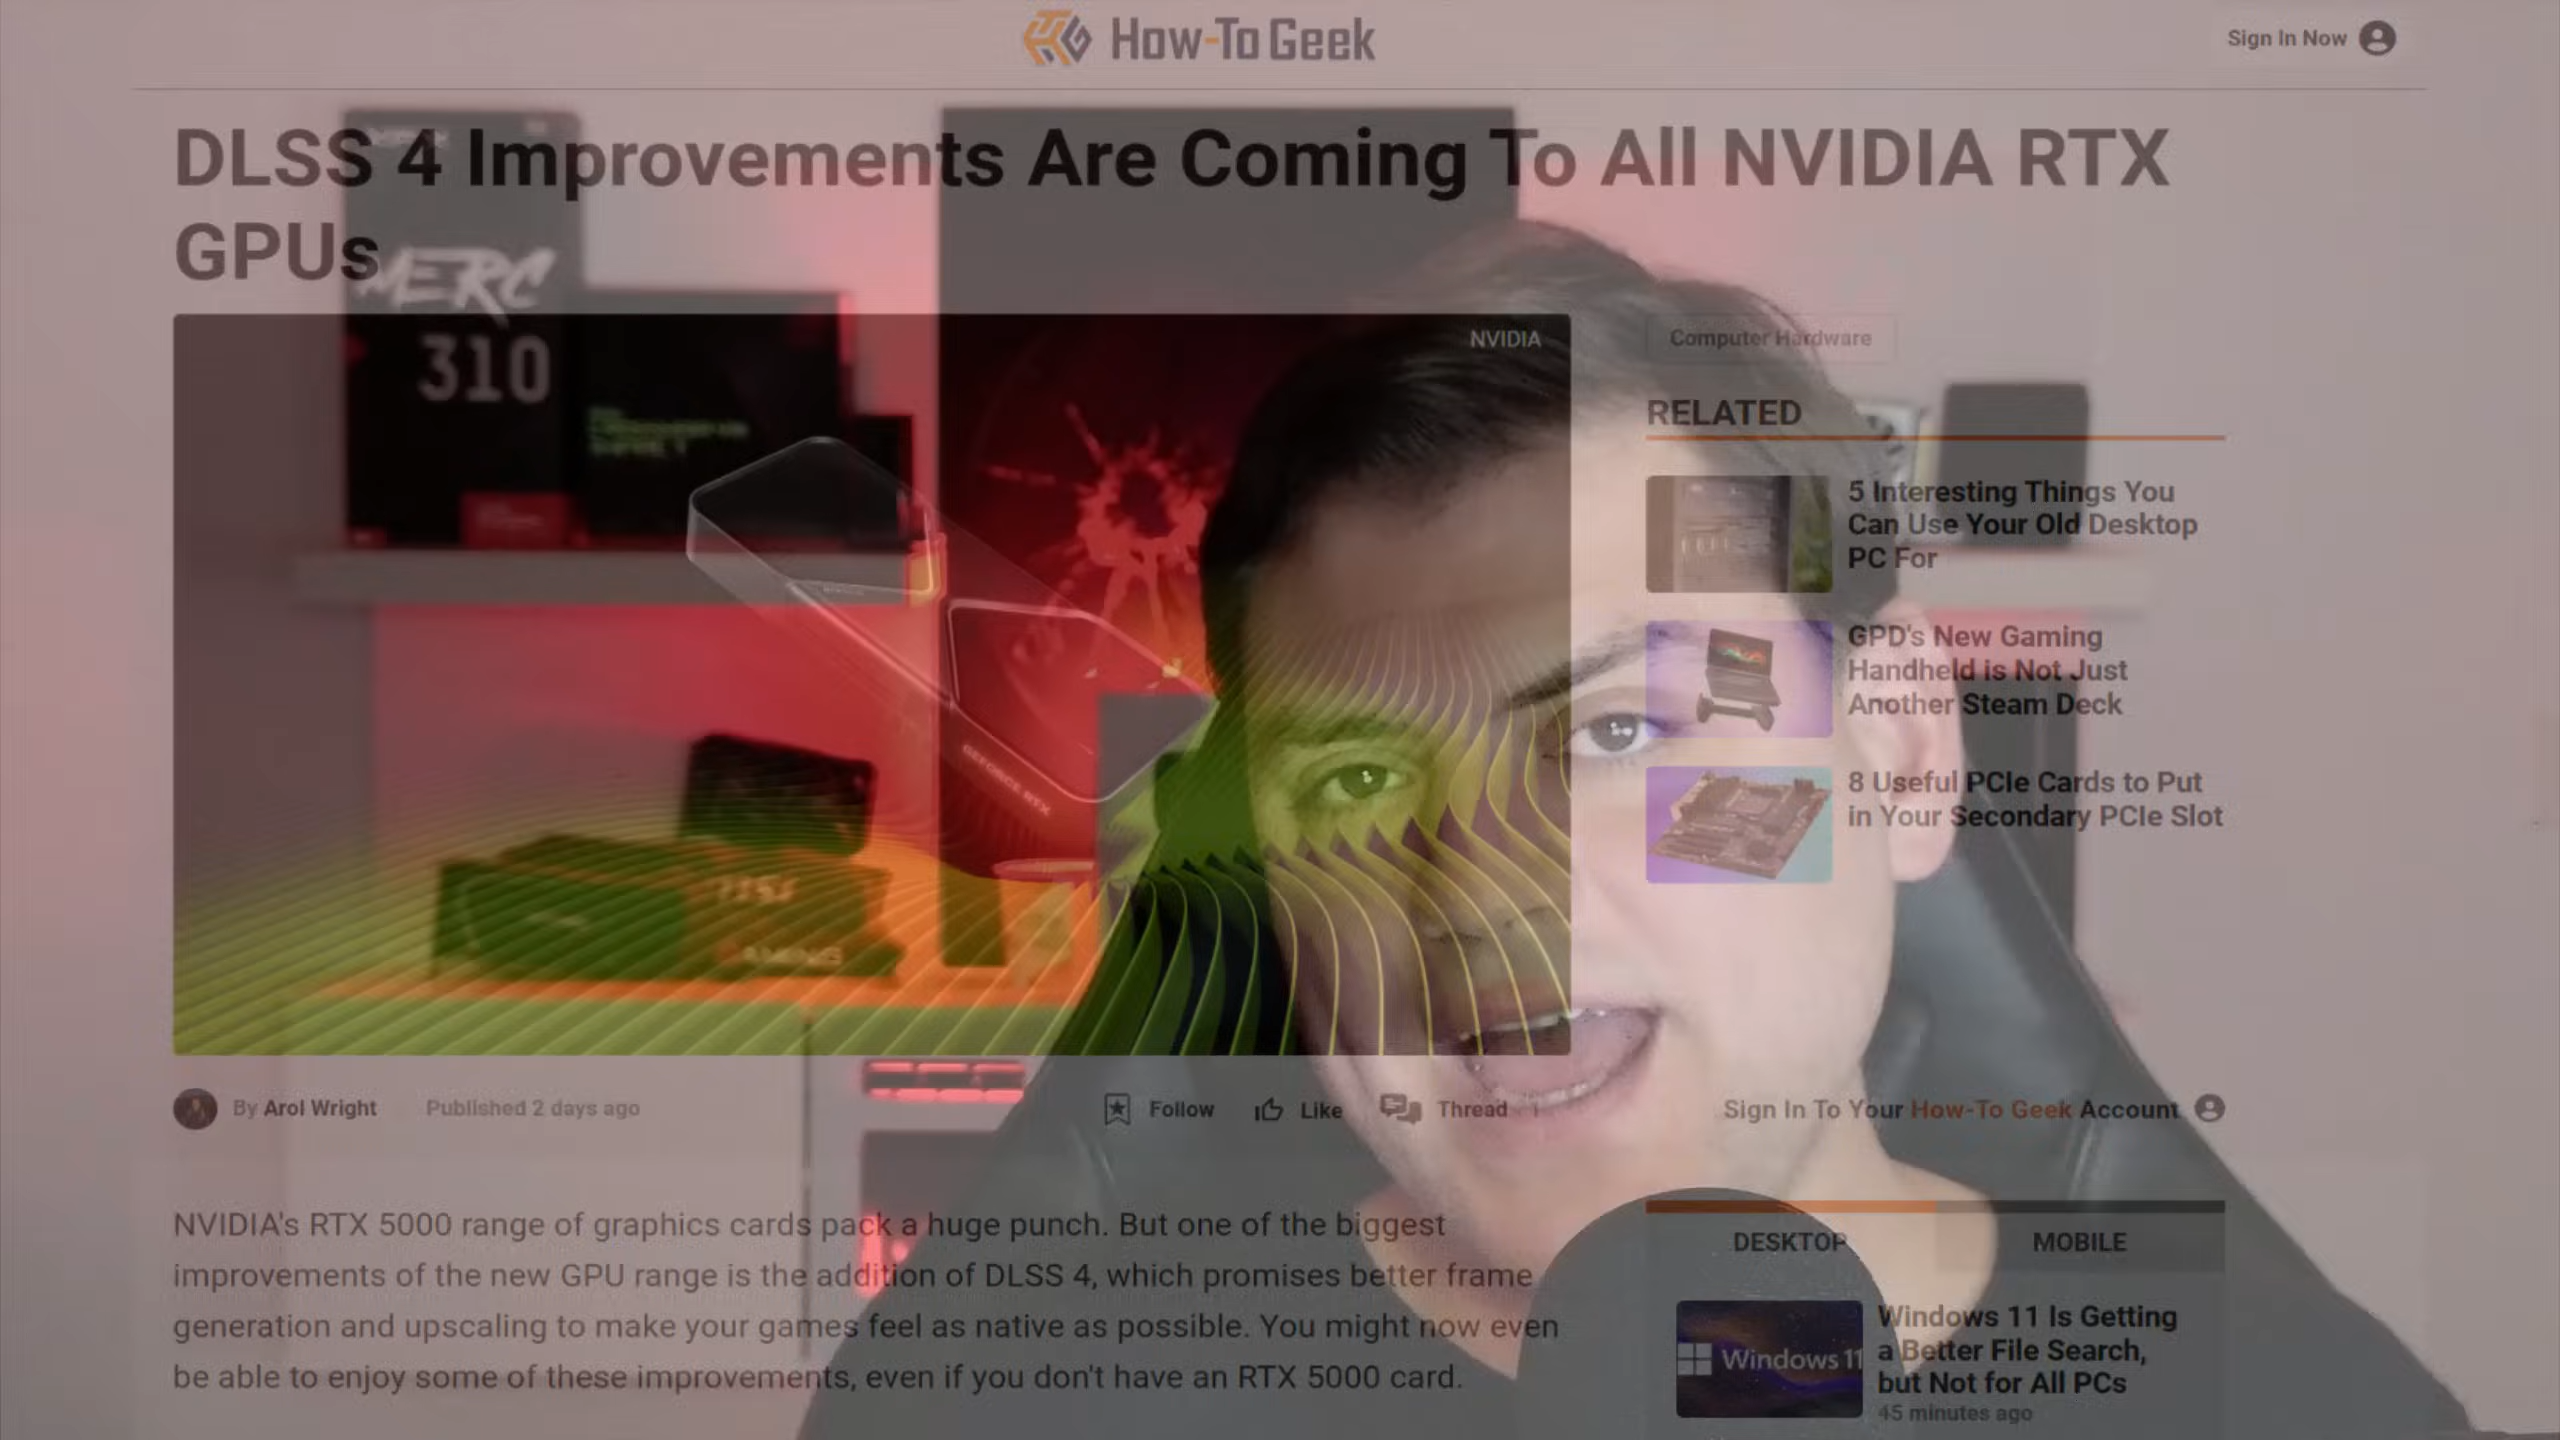 How-To Geek
Sign In Now
DLSS 4 Improvements Are Coming To All NVIDIA RTX
GPUs
MERC
310
NVIDIA
GEFORCE RTX
Computer Hardware
RELATED
5 Interesting Things You
Can Use Your Old Desktop
PC For
GPD's New Gaming
Handheld is Not Just
Another Steam Deck
8 Useful PCIe Cards to Put
in Your Secondary PCIe Slot
By Arol Wright
Published 2 days ago
Follow
Like
Thread
Sign In To Your How-To Geek Account
NVIDIA's RTX 5000 range of graphics cards pack a huge punch. But one of the biggest
improvements of the new GPU range is the addition of DLSS 4, which promises better frame
generation and upscaling to make your games feel as native as possible. You might now even
be able to enjoy some of these improvements, even if you don't have an RTX 5000 card.
DESKTOP
MOBILE
Windows 11
Windows 11 Is Getting
a Better File Search,
but Not for All PCs
45 minutes ago